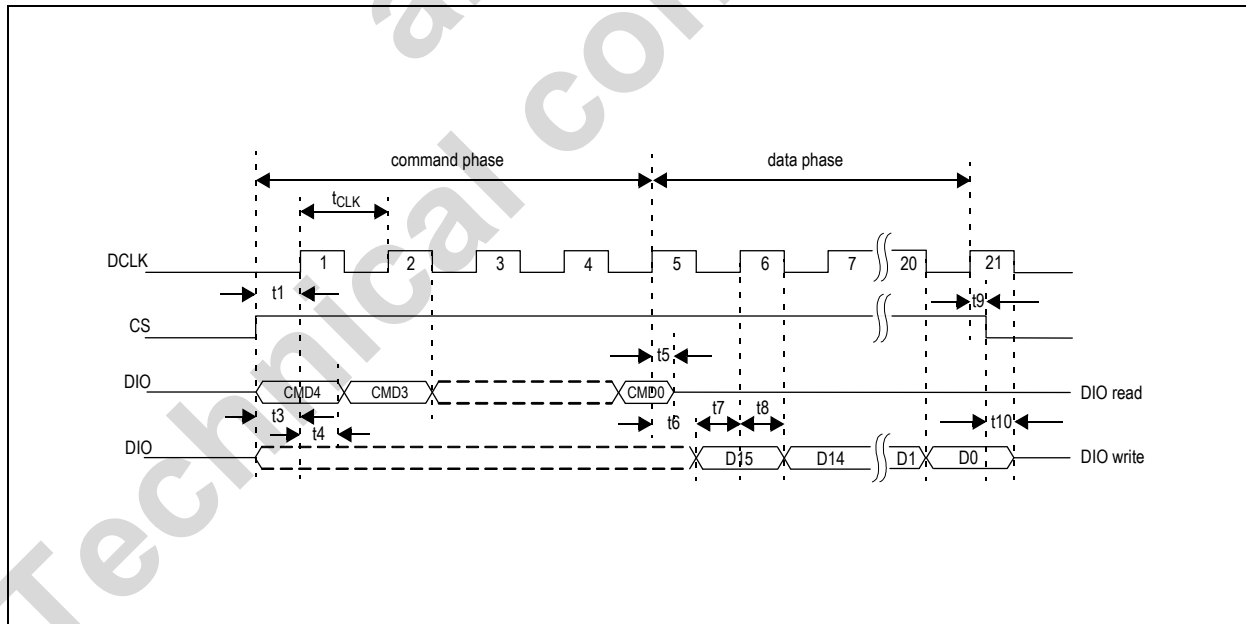 Technical con
a
command phase data phase
tCLK
DCLK 1 2 3 4 5 6 7 20 21
t1 t9
CS
t5
DIO CMD4 CMD3 CMD0 DIO read
t3 t4 t6 t7 t8 t10
DIO D15 D14 D1 D0 DIO write